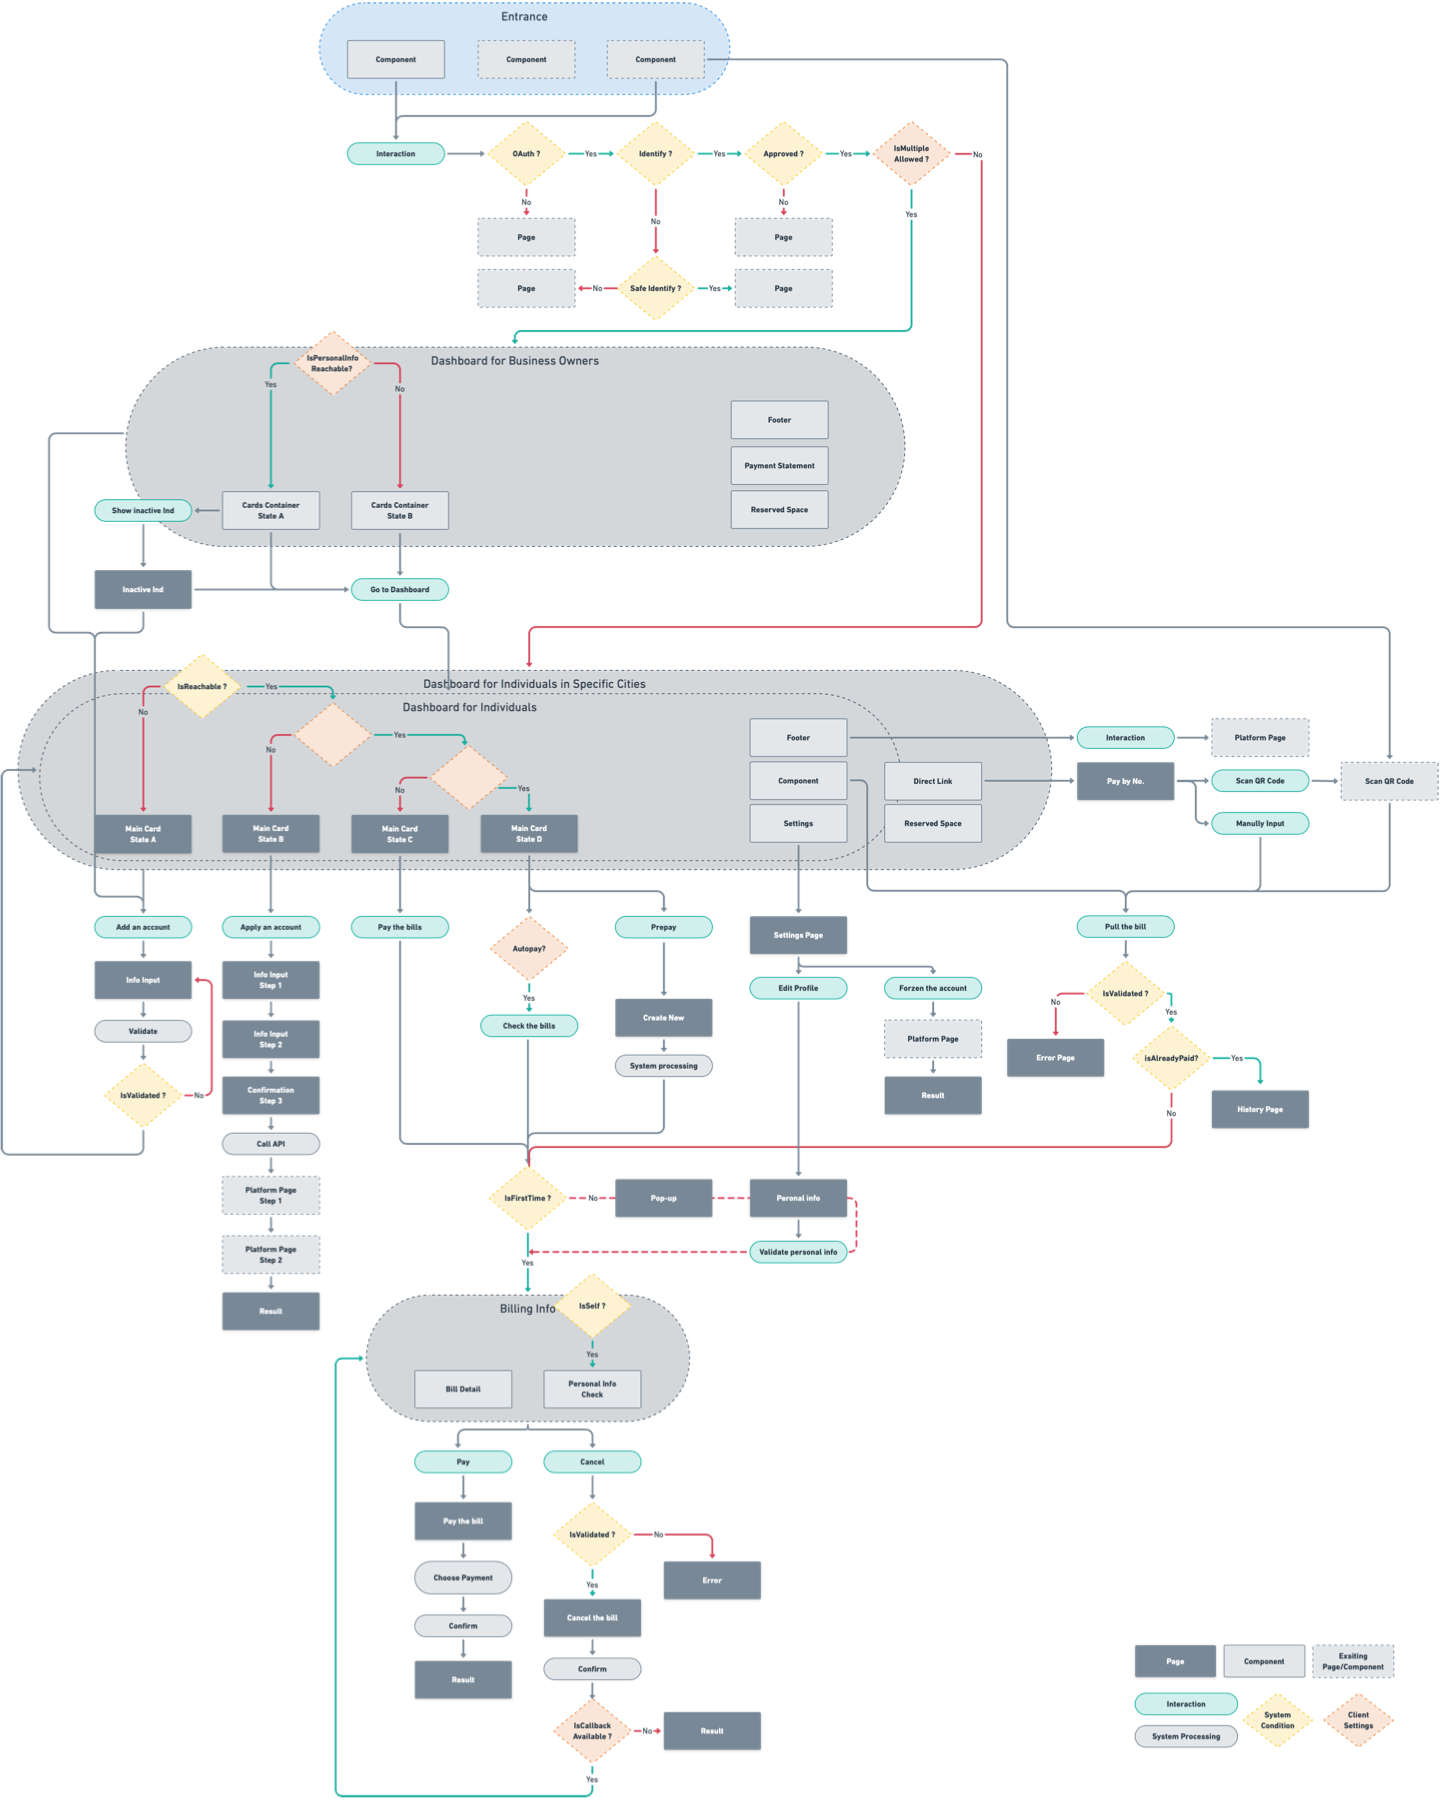 Entrance
Component
Component
Component
Interaction
OAuth ?
Yes
Identify ?
Yes
Approved ?
Yes
IsMultiple
Allowed ?
No
No
No
No
Yes
Page
Page
Page
No
Safe Identify ?
Yes
Page
IsPersonalInfo
Reachable?
Dashboard for Business Owners
Yes
No
Footer
Payment Statement
Reserved Space
Show inactive Ind
Cards Container
State A
Cards Container
State B
Inactive Ind
Go to Dashboard
Dashboard for Individuals in Specific Cities
IsReachable ?
Yes
Dashboard for Individuals
No
No
Yes
No
Yes
Footer
Component
Settings
Direct Link
Reserved Space
Interaction
Platform Page
Pay by No.
Scan QR Code
Scan QR Code
Manully Input
Main Card
State A
Main Card
State B
Main Card
State C
Main Card
State D
Add an account
Apply an account
Pay the bills
Autopay?
Prepay
Settings Page
Pull the bill
Info Input
Info Input
Step 1
Yes
Check the bills
Create New
Edit Profile
Forzen the account
IsValidated ?
No
Yes
Validate
Info Input
Step 2
System processing
Platform Page
Error Page
isAlreadyPaid?
Yes
IsValidated ?
No
Confirmation
Step 3
Result
History Page
No
Call API
Platform Page
Step 1
IsFirstTime ?
No
Pop-up
Peronal info
Platform Page
Step 2
Yes
Validate personal info
Result
Billing Info
IsSelf ?
Yes
Bill Detail
Personal Info
Check
Pay
Cancel
Pay the bill
IsValidated ?
No
Choose Payment
Yes
Error
Confirm
Cancel the bill
Result
Confirm
IsCallback
Available ?
No
Result
Yes
Page
Component
Exsiting
Page/Component
Interaction
System
Condition
Client
Settings
System Processing